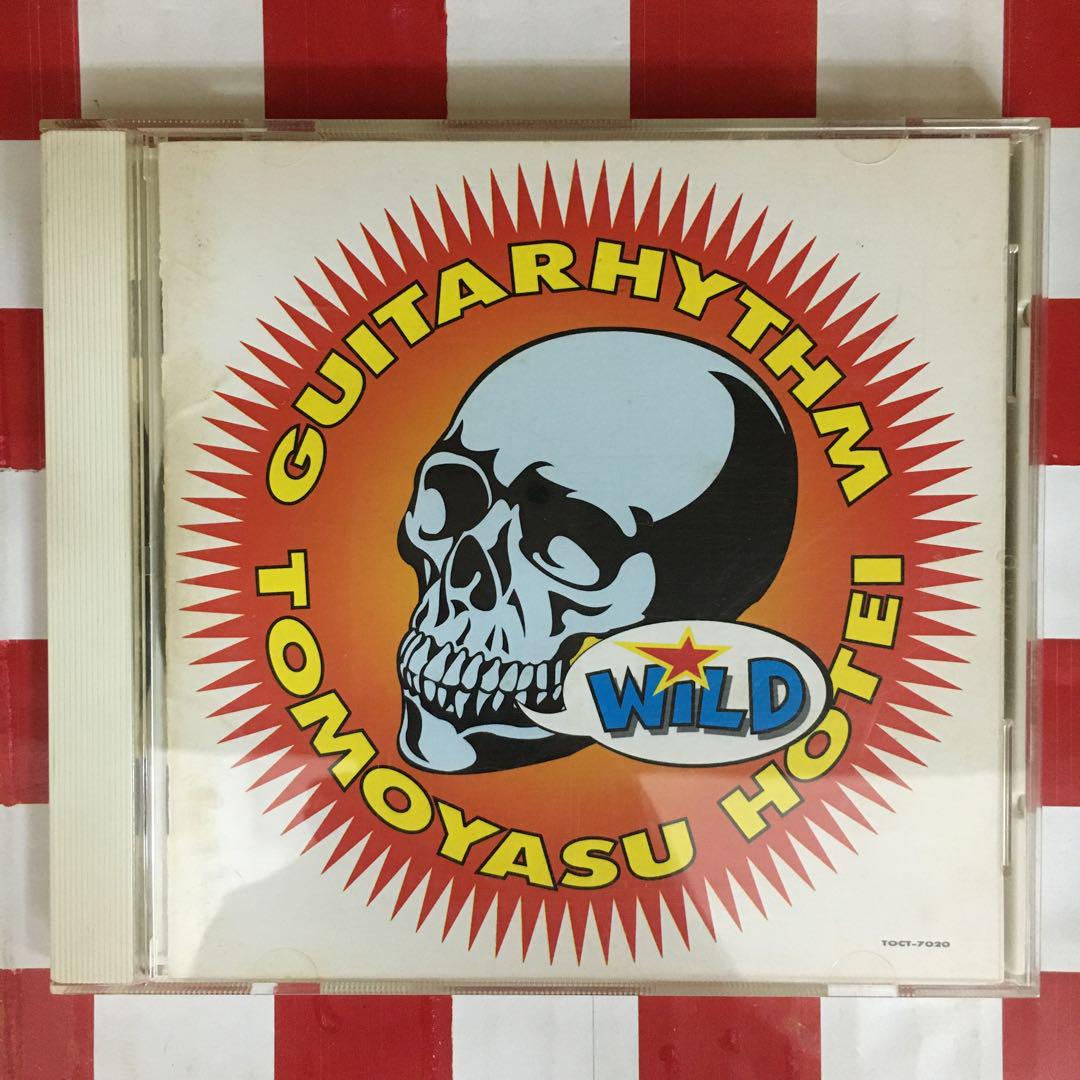 GUITARHYTHM
WiLD
TOMOYASU HOTEI
TOCT-7020